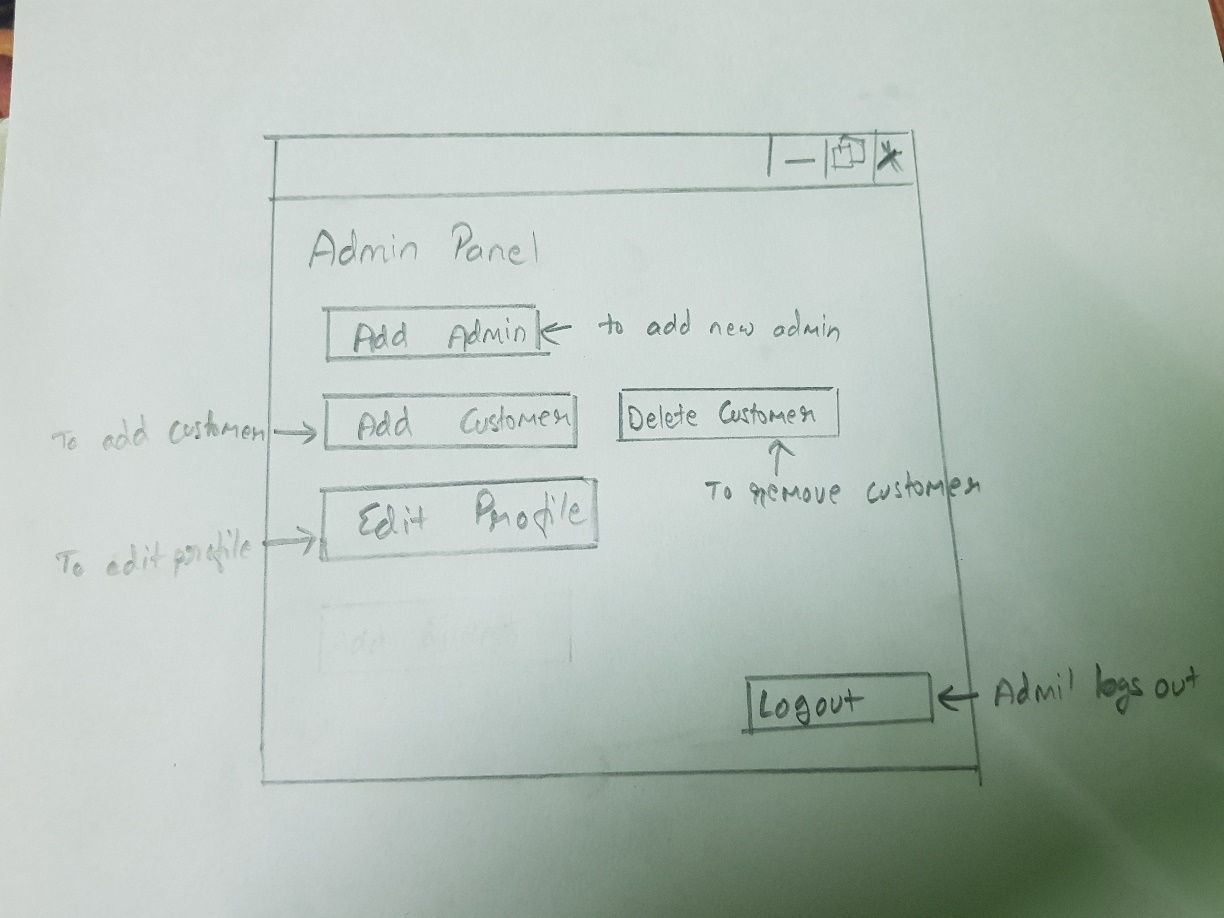 Admin Panel
Add Admin
to add new admin
To add customer
Add Customer
Delete Customer
To remove customer
Edit Profile
To edit profile
Logout
Admi' logs out